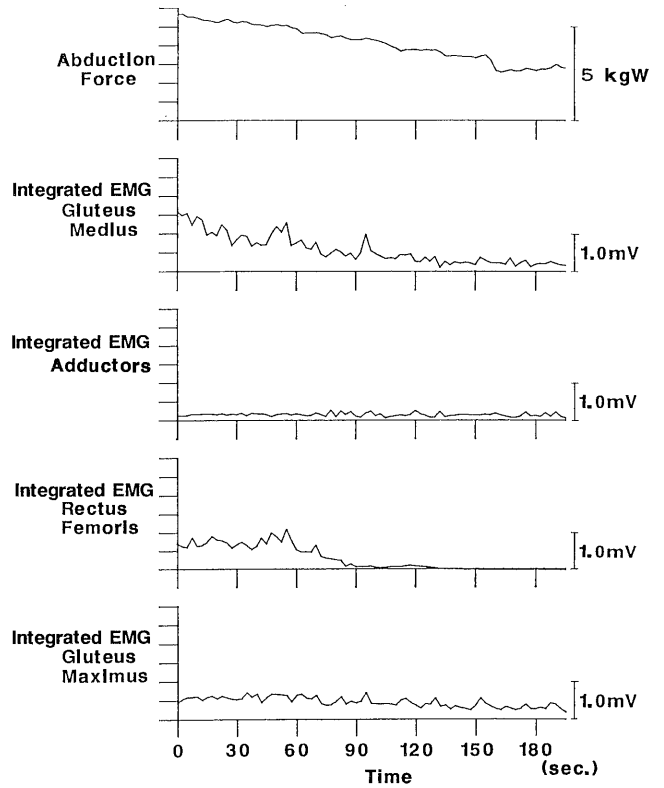 Abduction
Force
5 kgW
Integrated EMG
Gluteus
Medius
1.0mV
Integrated EMG
Adductors
1.0mV
Integrated EMG
Rectus
Femoris
1.0mV
Integrated EMG
Gluteus
Maximus
1.0mV
0 30 60 90 120 150 180
(sec.)
Time